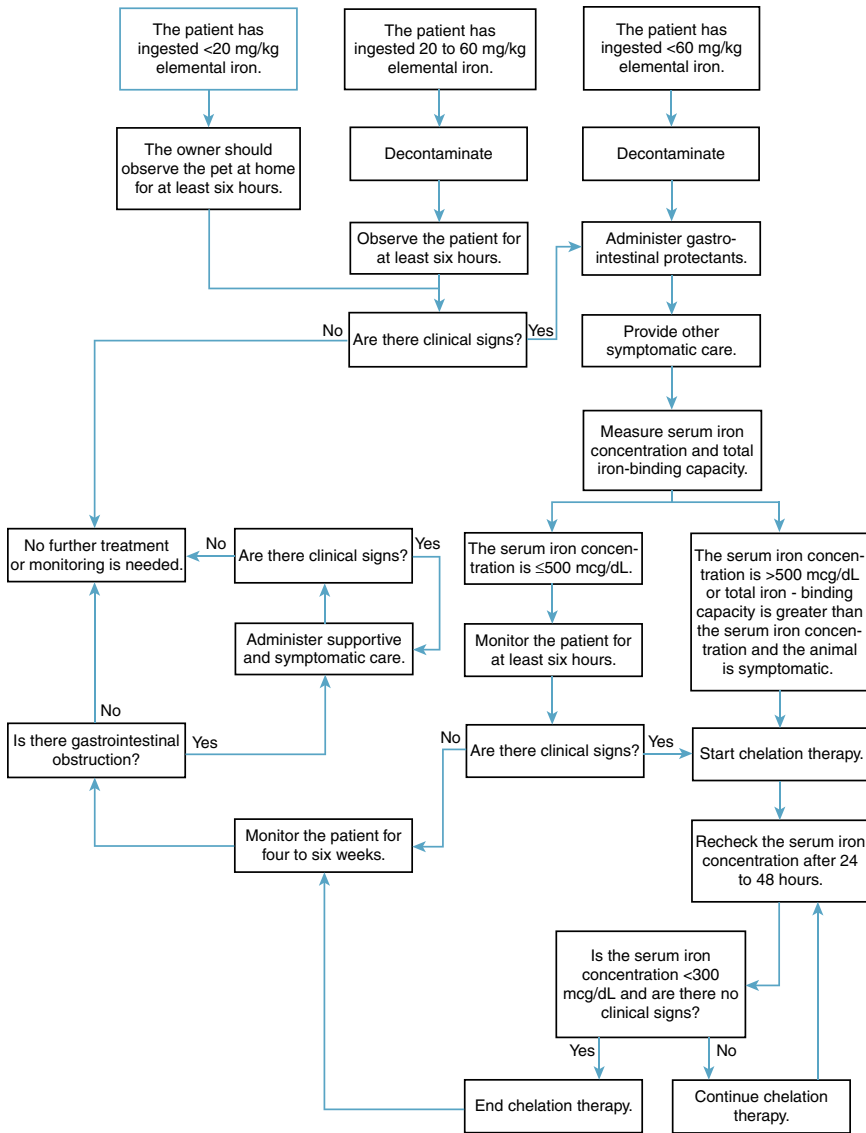 The patient has
ingested <20 mg/kg
elemental iron.
The patient has
ingested 20 to 60 mg/kg
elemental iron.
The patient has
ingested <60 mg/kg
elemental iron.
The owner should
observe the pet at home
for at least six hours.
Decontaminate
Decontaminate
Observe the patient for
at least six hours.
Administer gastro-
intestinal protectants.
No
Are there clinical signs?
Yes
Provide other
symptomatic care.
Measure serum iron
concentration and total
iron-binding capacity.
No further treatment
or monitoring is needed.
No
Are there clinical signs?
Yes
The serum iron concen-
tration is ≤500 mcg/dL.
The serum iron concen-
tration is >500 mcg/dL
or total iron - binding
capacity is greater than
the serum iron concen-
tration and the animal
is symptomatic.
Administer supportive
and symptomatic care.
Monitor the patient for
at least six hours.
No
Is there gastrointestinal
obstruction?
Yes
No
Are there clinical signs?
Yes
Start chelation therapy.
Monitor the patient for
four to six weeks.
Recheck the serum iron
concentration after 24
to 48 hours.
Is the serum iron
concentration <300
mcg/dL and are there no
clinical signs?
Yes
No
End chelation therapy.
Continue chelation
therapy.